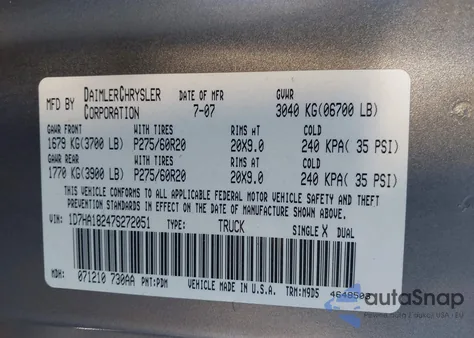 MFD BY DAIMLERCHRYSLER CORPORATION DATE OF MFR 7-07 GVWR 3040 KG(06700 LB)
GAWR FRONT WITH TIRES RIMS AT COLD
1679 KG(3700 LB) P275/60R20 20X9.0 240 KPA( 35 PSI)
GAWR REAR WITH TIRES RIMS AT COLD
1770 KG(3900 LB) P275/60R20 20X9.0 240 KPA( 35 PSI)
THIS VEHICLE CONFORMS TO ALL APPLICABLE FEDERAL MOTOR VEHICLE SAFETY AND THEFT
PREVENTION STANDARDS IN EFFECT ON THE DATE OF MANUFACTURE SHOWN ABOVE.
VIN: 1D7HA18247S272051 TYPE: TRUCK SINGLE X DUAL
MDH: 071210 730AA PNT:PDM VEHICLE MADE IN U.S.A. TRM:M9D5
autoSnap